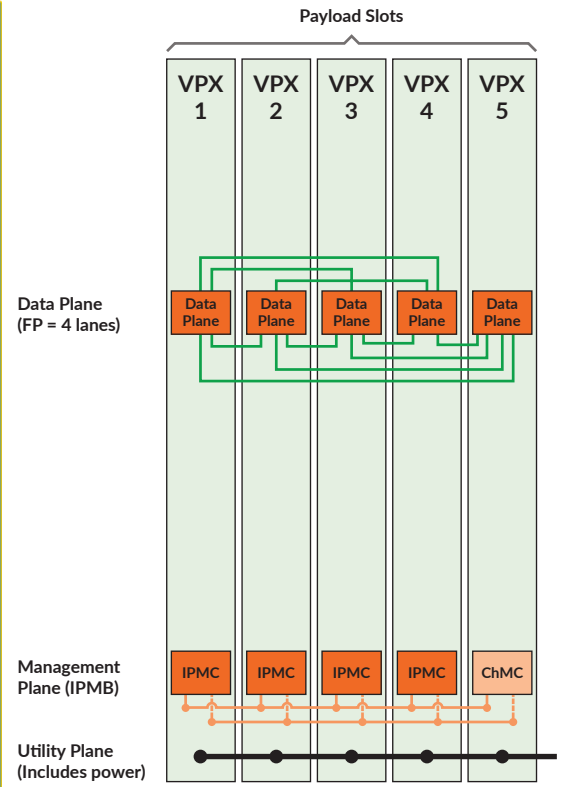 Payload Slots
VPX
1
VPX
2
VPX
3
VPX
4
VPX
5
Data Plane
(FP = 4 lanes)
Data
Plane
Data
Plane
Data
Plane
Data
Plane
Data
Plane
Management
Plane (IPMB)
IPMC
IPMC
IPMC
IPMC
ChMC
Utility Plane
(Includes power)